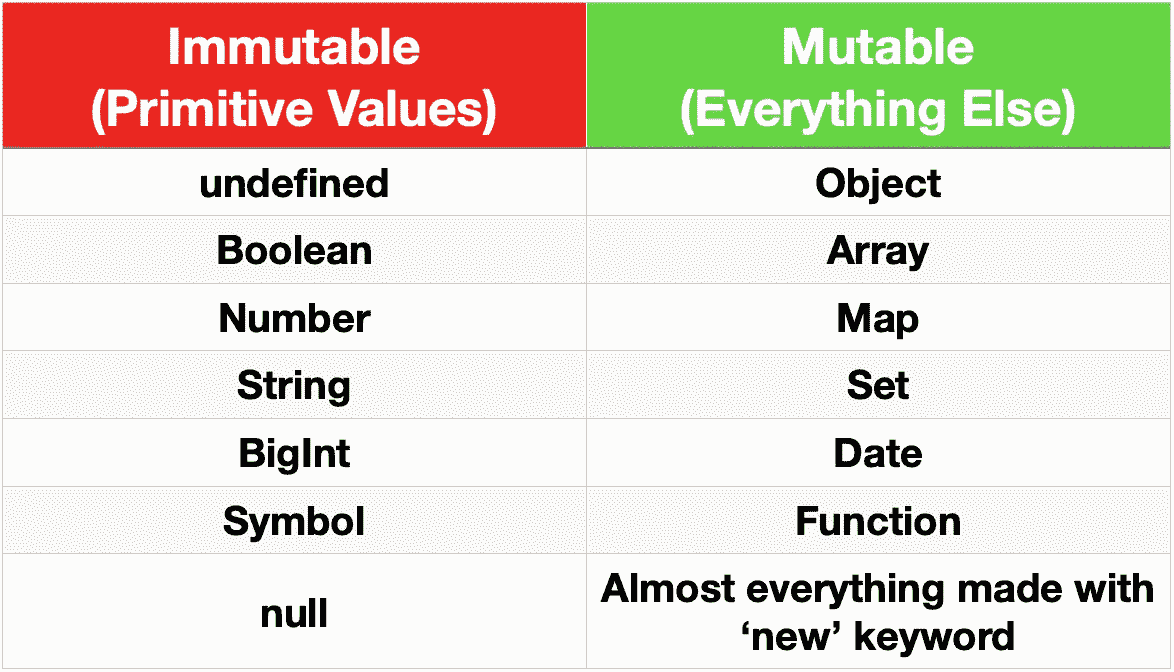 Immutable
(Primitive Values)
Mutable
(Everything Else)
undefined
Object
Boolean
Array
Number
Map
String
Set
BigInt
Date
Symbol
Function
null
Almost everything made with
‘new’ keyword